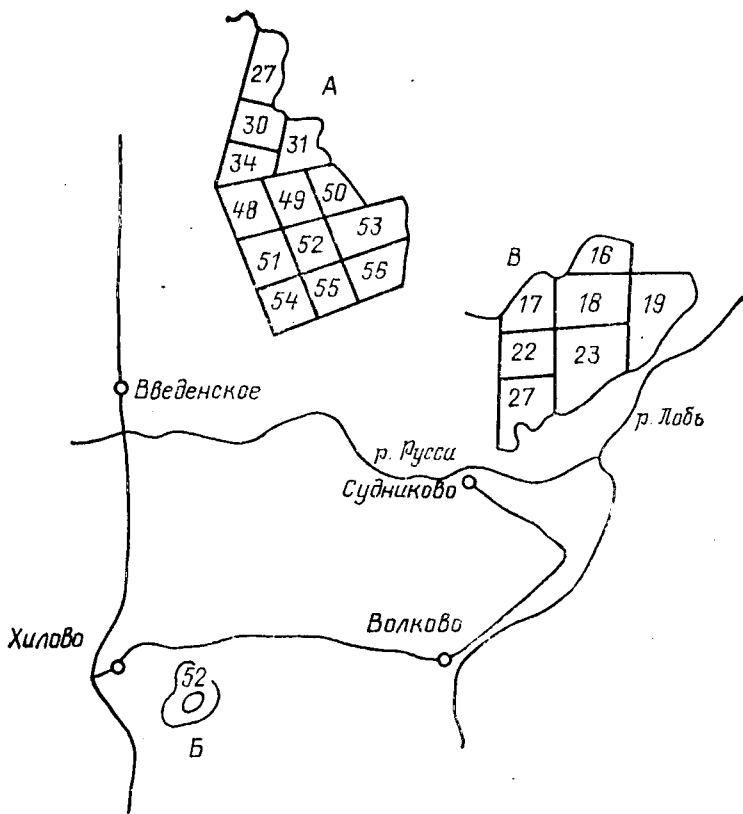 27
А
30
31
34
48
49
50
51
52
53
54
55
56
В
16
17
18
19
22
23
27
Введенское
р. Лобь
р. Русса
Судниково
Хилово
Волково
52
Б